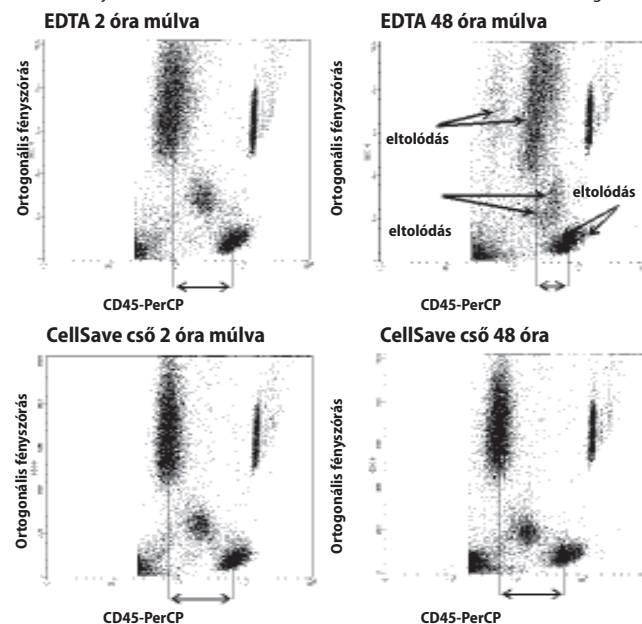 EDTA 2 óra múlva
EDTA 48 óra múlva
Ortogonális fényszórás
Ortogonális fényszórás
eltolódás
eltolódás
eltolódás
CD45-PerCP
CD45-PerCP
CellSave cső 2 óra múlva
CellSave cső 48 óra
Ortogonális fényszórás
Ortogonális fényszórás
CD45-PerCP
CD45-PerCP